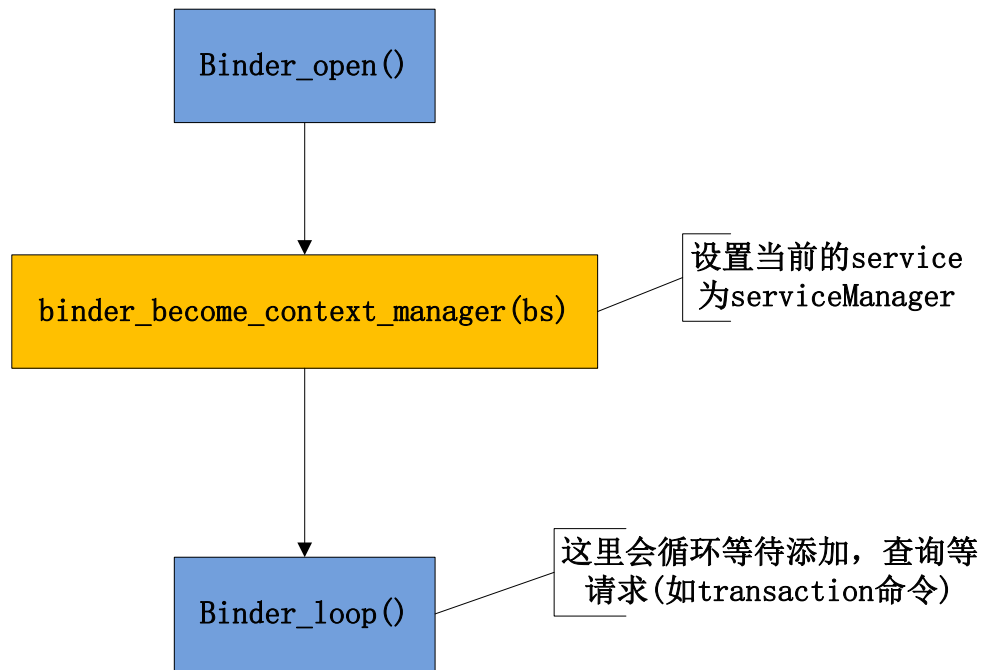 Binder_open()
binder_become_context_manager(bs)
设置当前的service
为serviceManager
这里会循环等待添加，查询等
请求(如transaction命令)
Binder_loop()